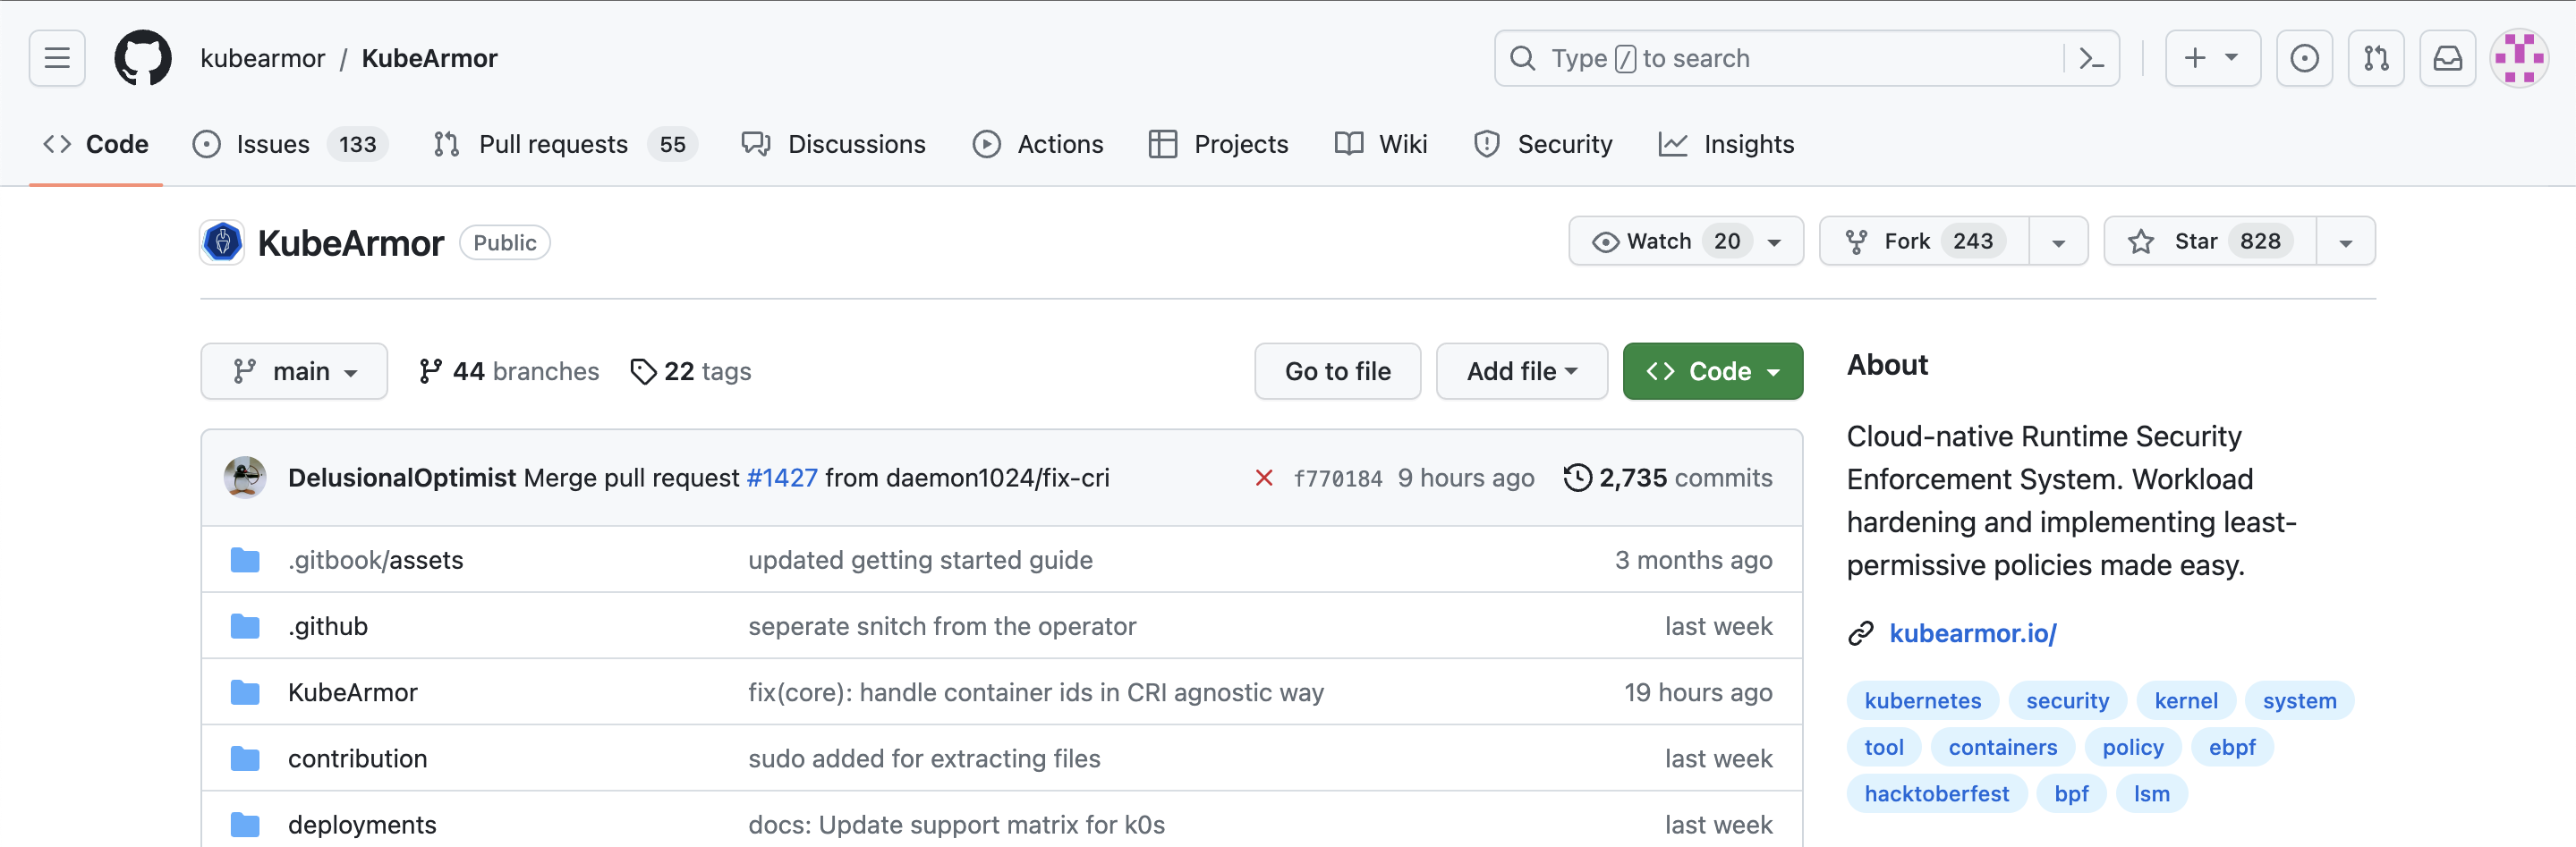 kubearmor / KubeArmor
Type / to search
Code
Issues 133
Pull requests 55
Discussions
Actions
Projects
Wiki
Security
Insights
KubeArmor Public
Watch 20
Fork 243
Star 828
main
44 branches
22 tags
Go to file
Add file
Code
DelusionalOptimist Merge pull request #1427 from daemon1024/fix-cri
f770184 9 hours ago
2,735 commits
.gitbook/assets
updated getting started guide
3 months ago
.github
seperate snitch from the operator
last week
KubeArmor
fix(core): handle container ids in CRI agnostic way
19 hours ago
contribution
sudo added for extracting files
last week
deployments
docs: Update support matrix for k0s
last week
About
Cloud-native Runtime Security
Enforcement System. Workload
hardening and implementing least-
permissive policies made easy.
kubearmor.io/
kubernetes security kernel system
tool containers policy ebpf
hacktoberfest bpf lsm